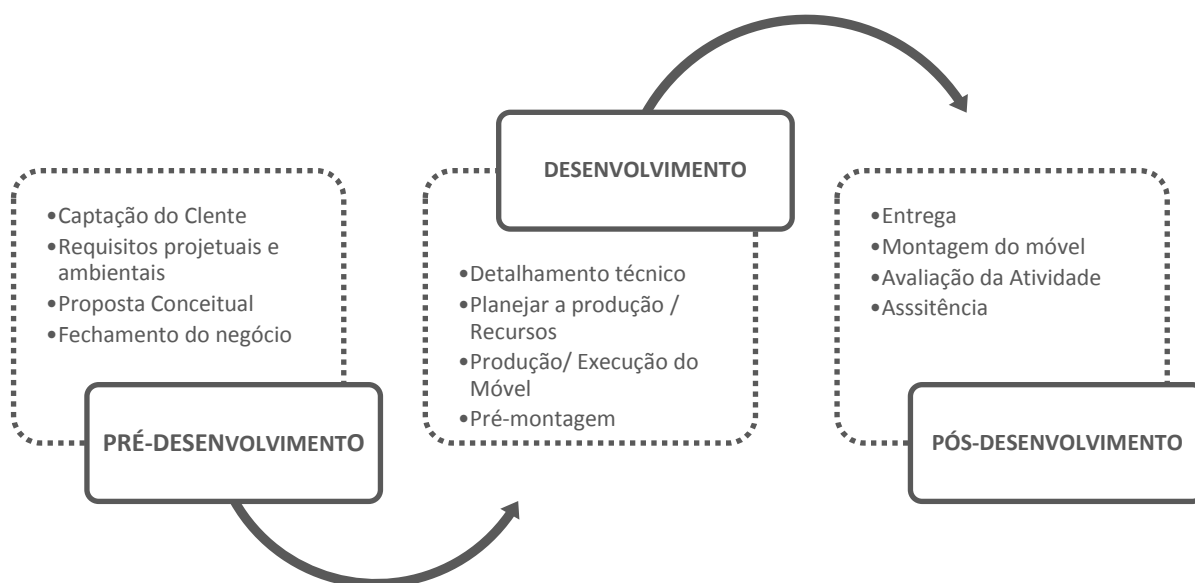 •Captação do Clente
•Requisitos projetuais e
ambientais
•Proposta Conceitual
•Fechamento do negócio
PRÉ-DESENVOLVIMENTO
DESENVOLVIMENTO
•Detalhamento técnico
•Planejar a produção /
Recursos
•Produção/ Execução do
Móvel
•Pré-montagem
•Entrega
•Montagem do móvel
•Avaliação da Atividade
•Asssitência
PÓS-DESENVOLVIMENTO